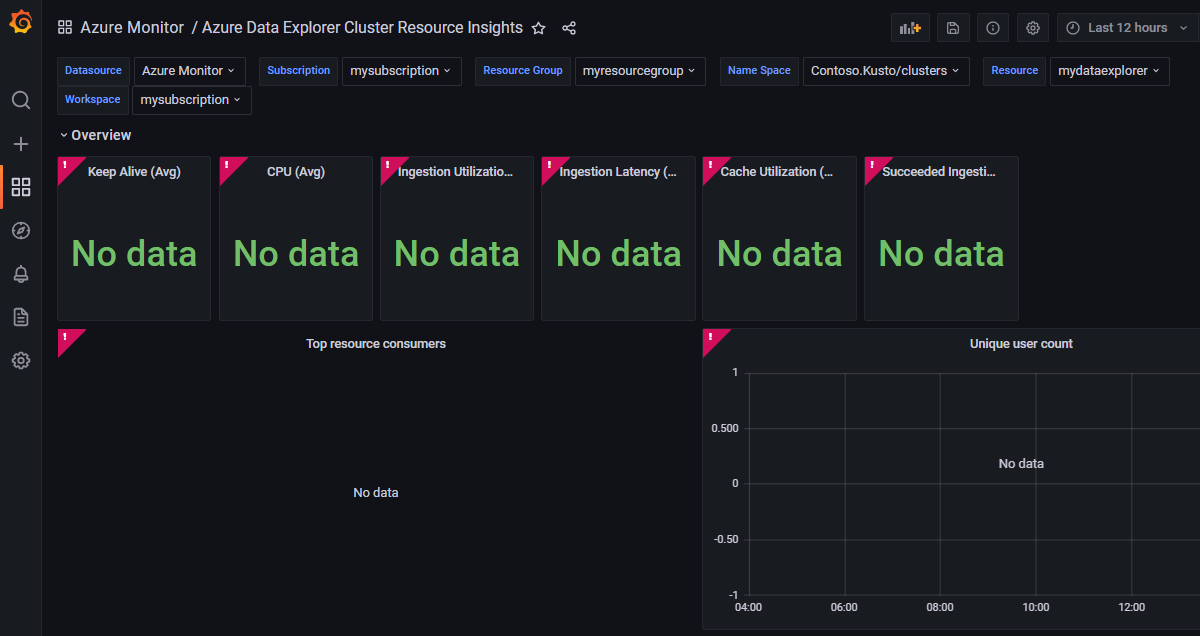 Azure Monitor / Azure Data Explorer Cluster Resource Insights
Last 12 hours
Datasource Azure Monitor Subscription mysubscription Resource Group myresourcegroup Name Space Contoso.Kusto/clusters Resource mydataexplorer
Workspace mysubscription
Overview
! Keep Alive (Avg) ! CPU (Avg) ! Ingestion Utilizatio... ! Ingestion Latency (... ! Cache Utilization (... ! Succeeded Ingesti...
No data No data No data No data No data No data
! Top resource consumers
No data
! Unique user count
1
0.500
No data
0
-0.50
-1
04:00 06:00 08:00 10:00 12:00